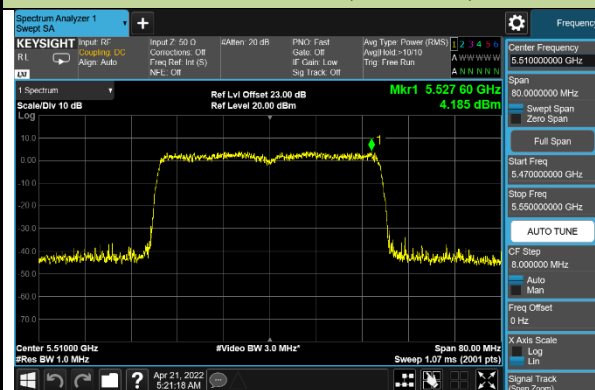 Spectrum Analyzer 1
Swept SA
+
Frequency
KEYSIGHT
RL
LXI
Input: RF
Coupling: DC
Align: Auto
Input Z: 50 Ω
Corrections: Off
Freq Ref: Int (S)
NFE: Off
#Atten: 20 dB
PNO: Fast
Gate: Off
IF Gain: Low
Sig Track: Off
Avg Type: Power (RMS)
Avg|Hold:>10/10
Trig: Free Run
1 2 3 4 5 6
A W W W W W
A N N N N N
1 Spectrum
Scale/Div 10 dB
Log
Ref Lvl Offset 23.00 dB
Ref Level 20.00 dBm
Mkr1 5.527 60 GHz
4.185 dBm
1
10.0
0.00
-10.0
-20.0
-30.0
-40.0
-50.0
-60.0
-70.0
Center 5.51000 GHz
#Res BW 1.0 MHz
#Video BW 3.0 MHz*
Span 80.00 MHz
Sweep 1.07 ms (2001 pts)
Center Frequency
5.510000000 GHz
Span
80.0000000 MHz
Swept Span
Zero Span
Full Span
Start Freq
5.470000000 GHz
Stop Freq
5.550000000 GHz
AUTO TUNE
CF Step
8.000000 MHz
Auto
Man
Freq Offset
0 Hz
X Axis Scale
Log
Lin
Signal Track
(Span Zoom)
?
Apr 21, 2022
5:21:18 AM